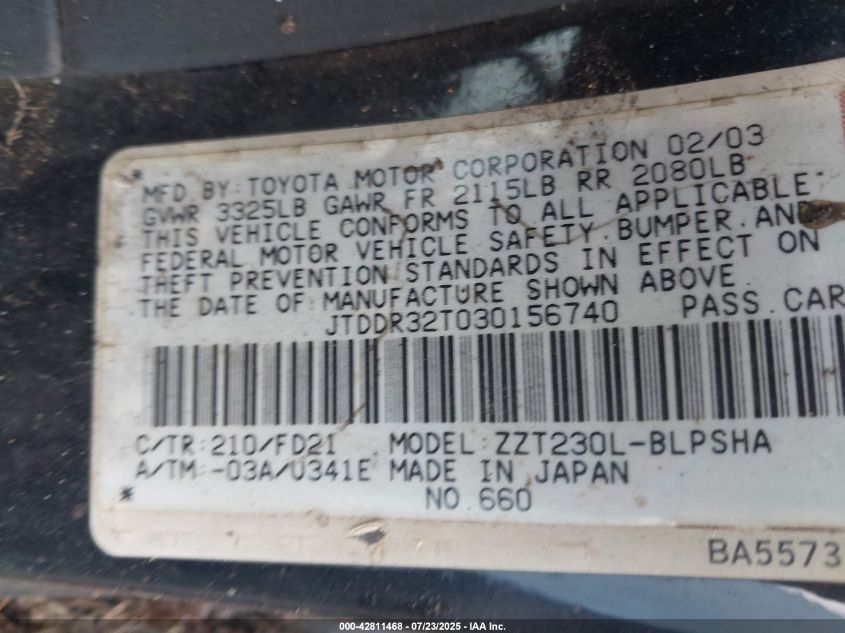 MFD BY:TOYOTA MOTOR CORPORATION 02/03
GVWR 3325LB GAWR FR 2115LB RR 2080LB
THIS VEHICLE CONFORMS TO ALL APPLICABLE
FEDERAL MOTOR VEHICLE SAFETY,BUMPER,AND
THEFT PREVENTION STANDARDS IN EFFECT ON
THE DATE OF MANUFACTURE SHOWN ABOVE.
JTDDR32T030156740 PASS.CAR
C/TR:210/FD21 MODEL:ZZT230L-BLPSHA
A/TM:-03A/U341E MADE IN JAPAN
NO.660
BA5573
000-42811468 - 07/23/2025 - IAA Inc.